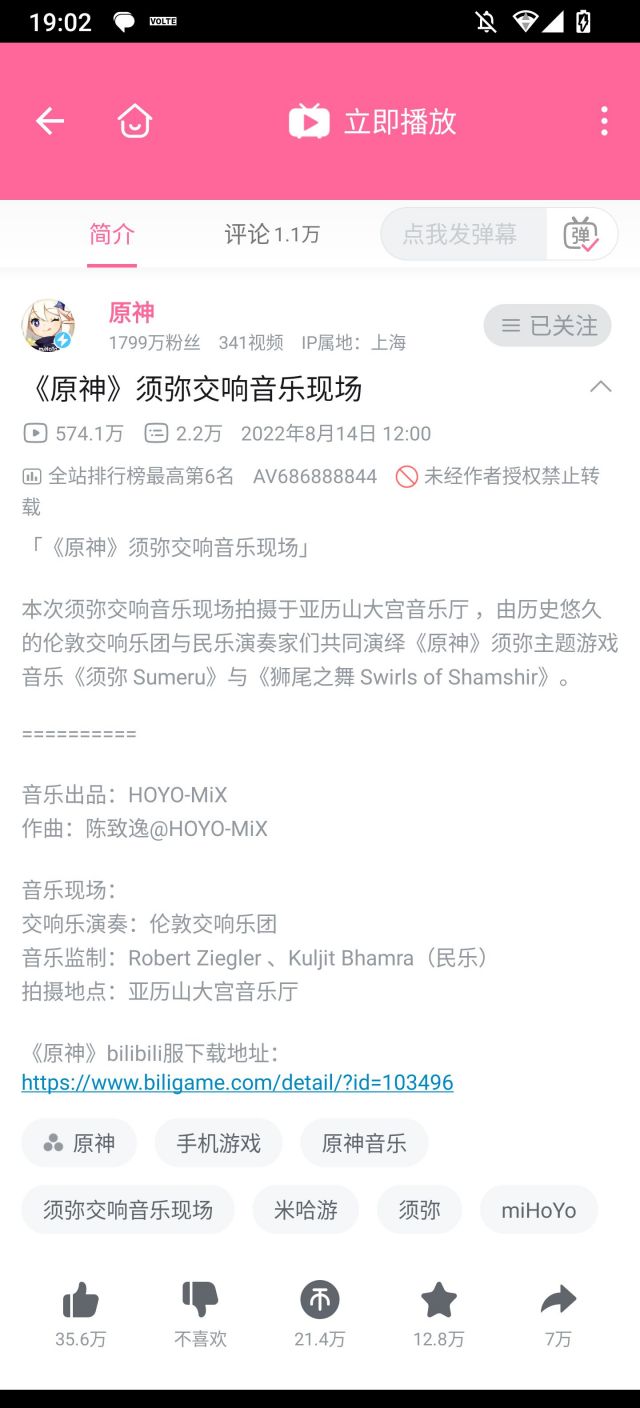 19:02 VOLTE
立即播放
简介 评论 1.1万 点我发弹幕 弹
原神
1799万粉丝 341视频 IP属地：上海
已关注
《原神》须弥交响音乐现场
574.1万 2.2万 2022年8月14日 12:00
全站排行榜最高第6名 AV686888844 未经作者授权禁止转
载
「《原神》须弥交响音乐现场」
本次须弥交响音乐现场拍摄于亚历山大宫音乐厅 ，由历史悠久
的伦敦交响乐团与民乐演奏家们共同演绎《原神》须弥主题游戏
音乐《须弥 Sumeru》与《狮尾之舞 Swirls of Shamshir》。
==========
音乐出品：HOYO-MiX
作曲：陈致逸@HOYO-MiX
音乐现场：
交响乐演奏：伦敦交响乐团
音乐监制：Robert Ziegler 、Kuljit Bhamra（民乐）
拍摄地点：亚历山大宫音乐厅
《原神》bilibili服下载地址：
https://www.biligame.com/detail/?id=103496
原神 手机游戏 原神音乐
须弥交响音乐现场 米哈游 须弥 miHoYo
35.6万 不喜欢 21.4万 12.8万 7万